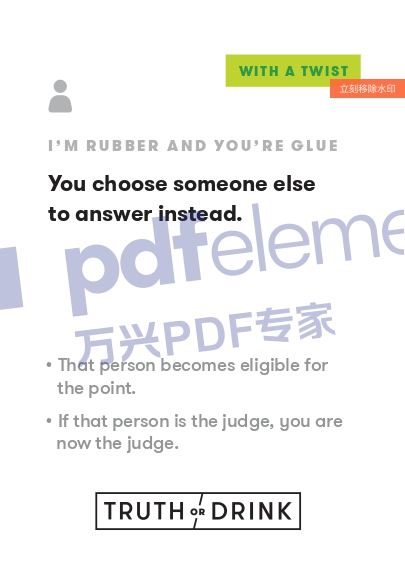 WITH A TWIST
立刻移除水印
I'M RUBBER AND YOU'RE GLUE
You choose someone else
to answer instead.
pdfeleme
万兴PDF专家
• That person becomes eligible for
the point.
• If that person is the judge, you are
now the judge.
TRUTH OR DRINK